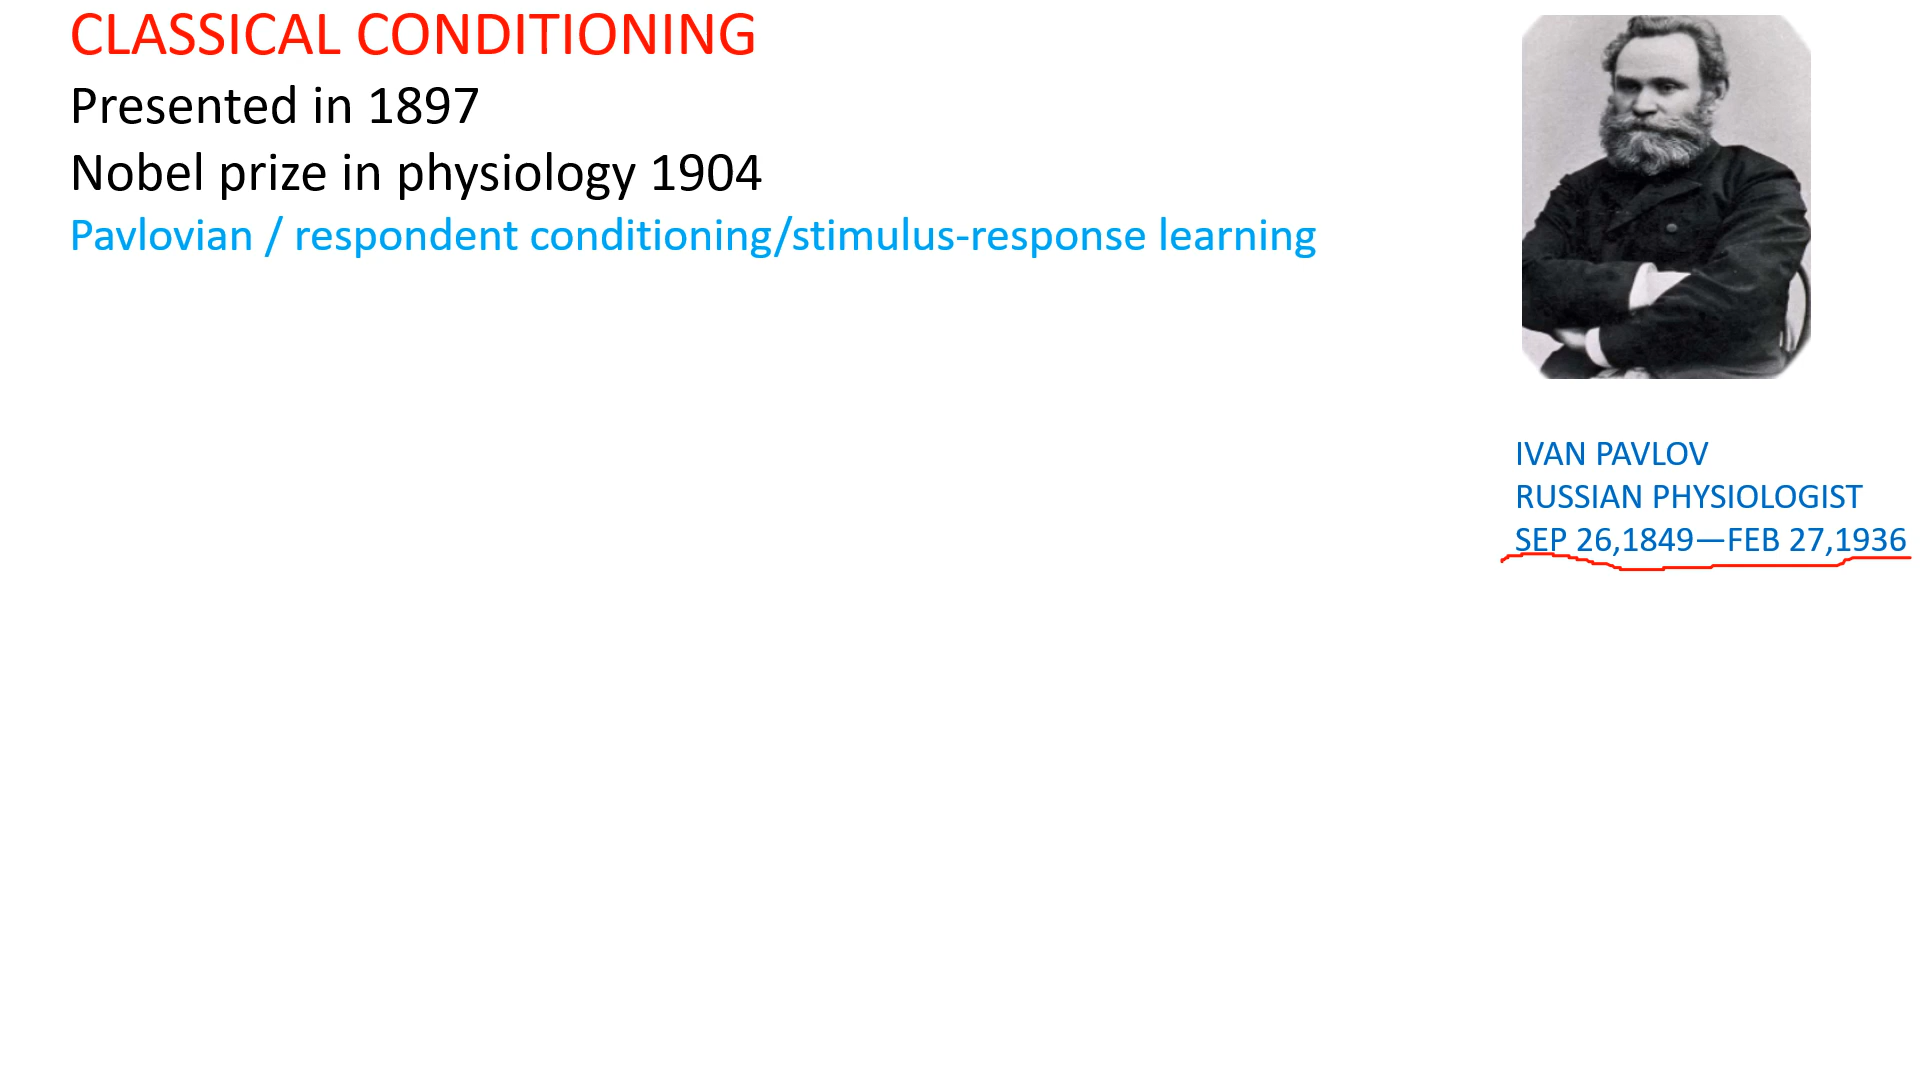 CLASSICAL CONDITIONING
Presented in 1897
Nobel prize in physiology 1904
Pavlovian / respondent conditioning/stimulus-response learning
IVAN PAVLOV
RUSSIAN PHYSIOLOGIST
SEP 26,1849—FEB 27,1936